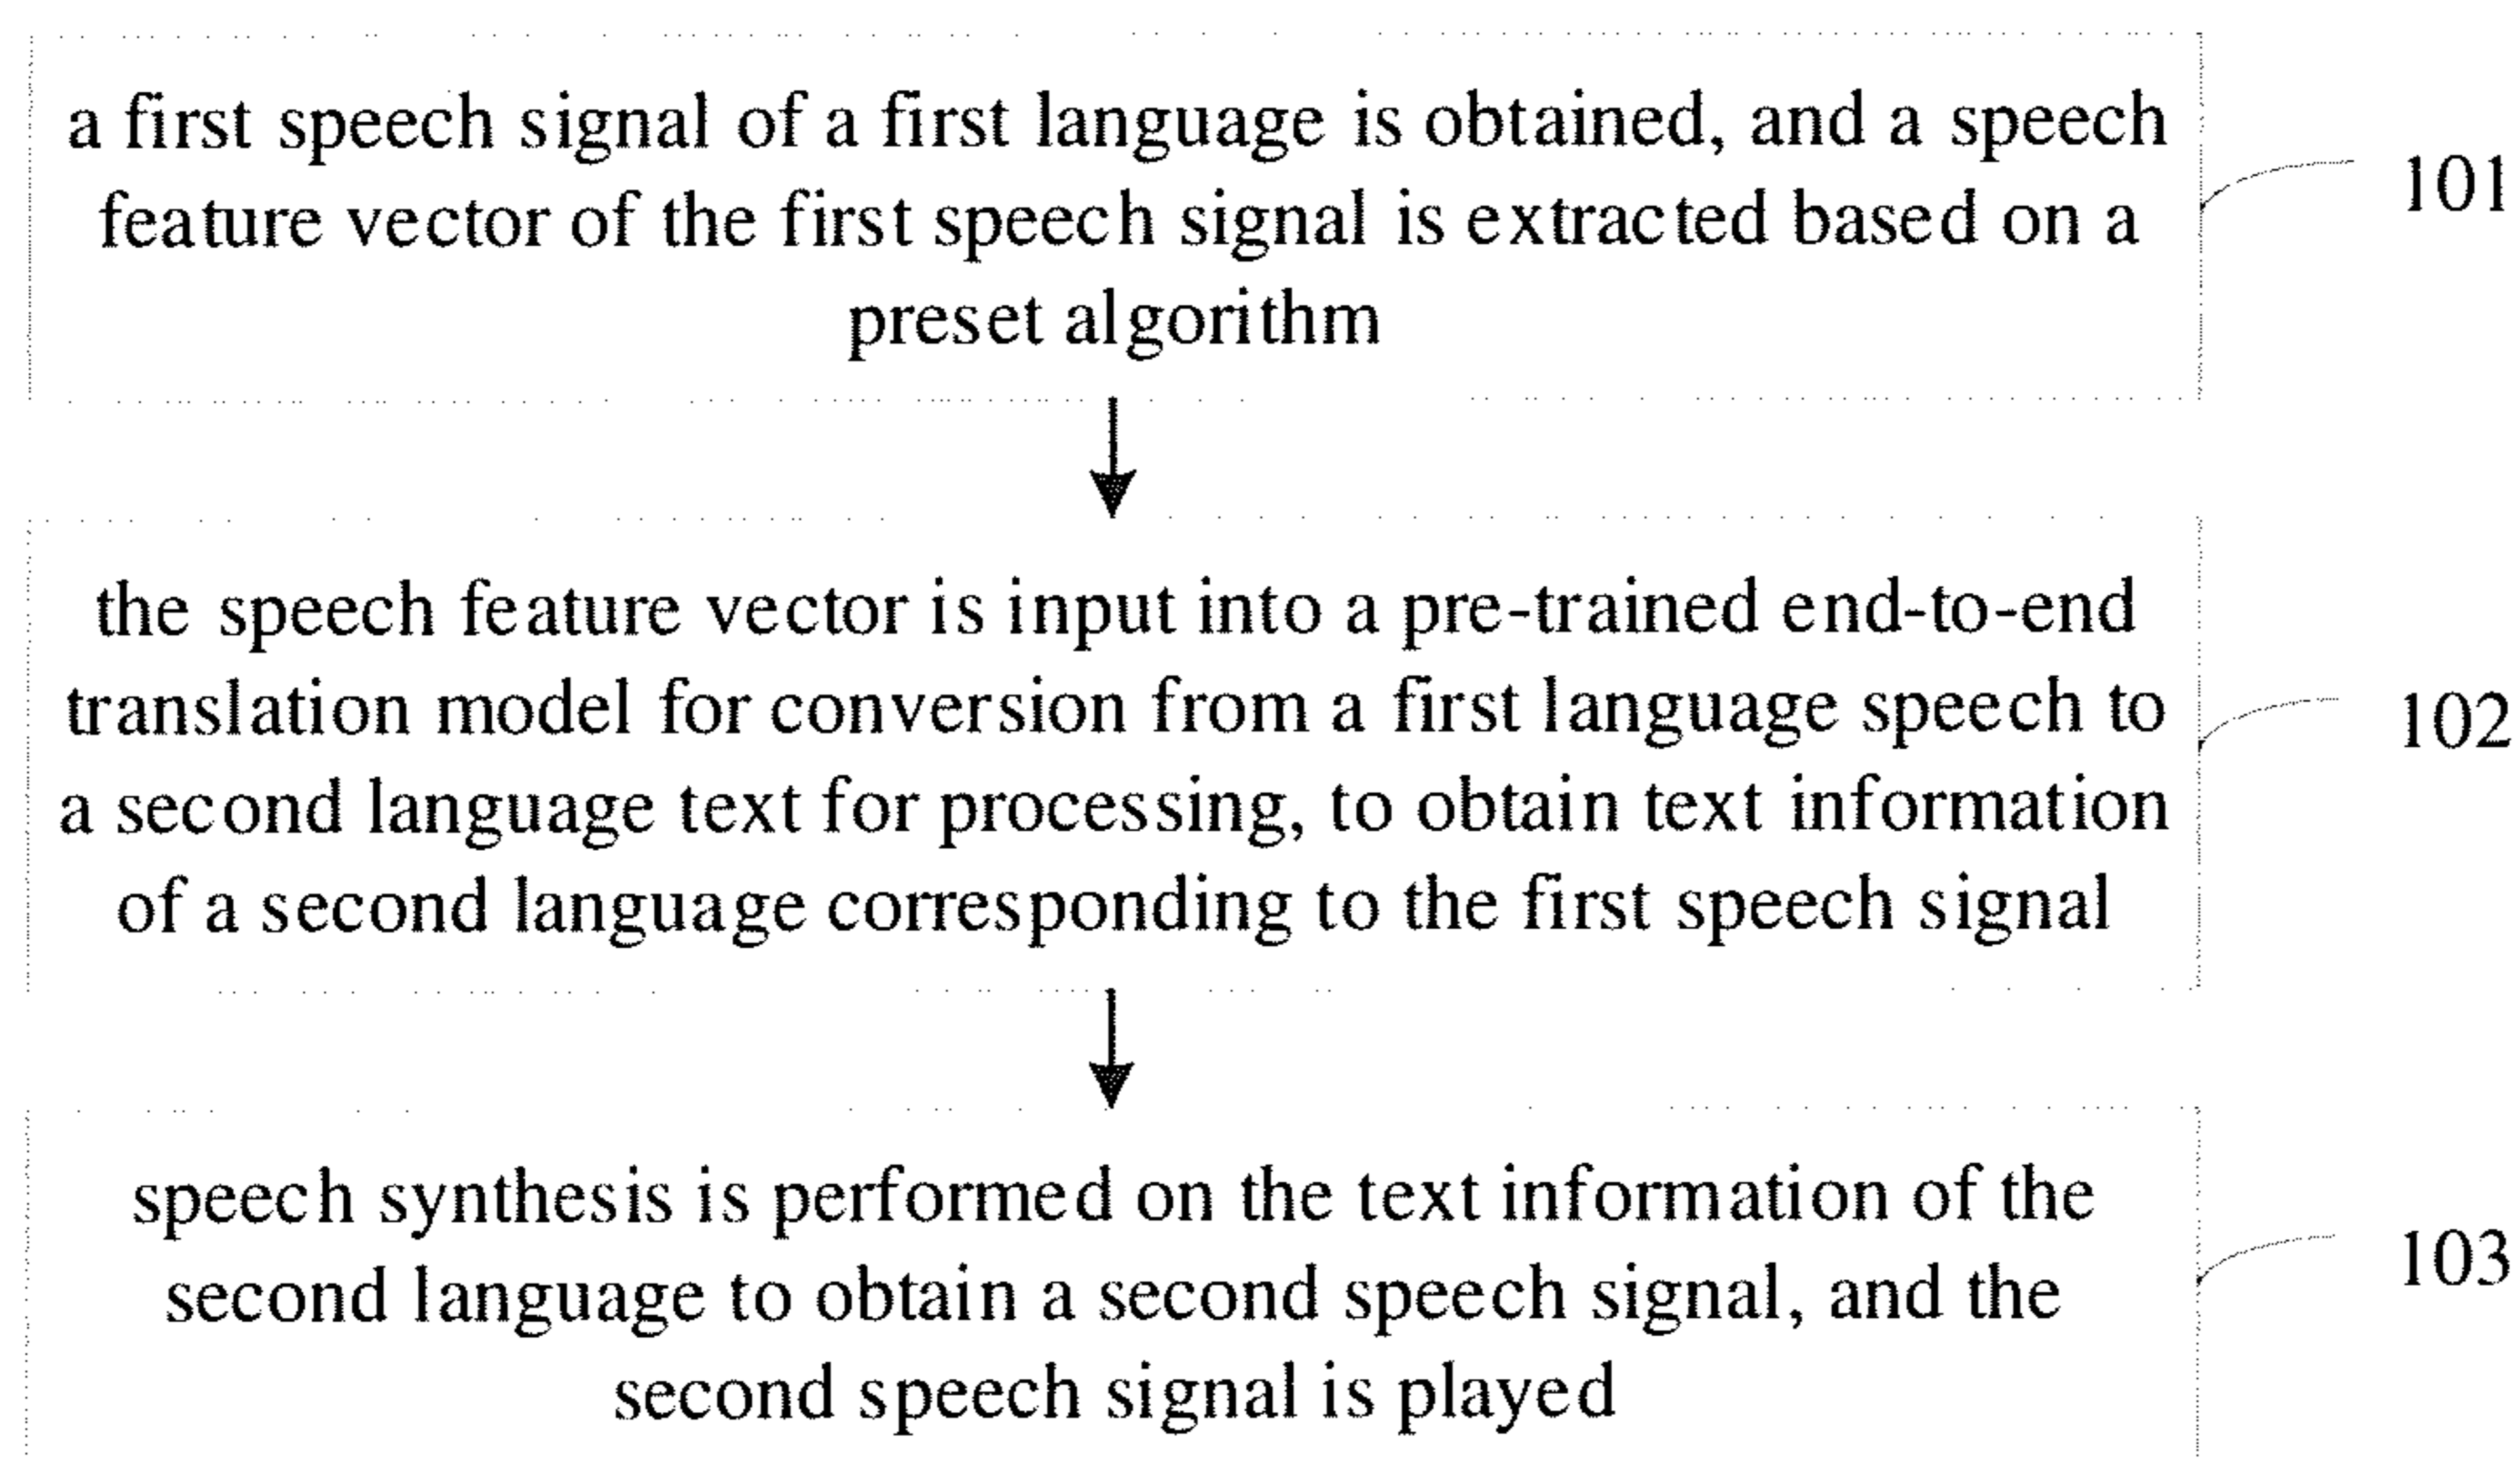 a first speech signal of a first language is obtained, and a speech
feature vector of the first speech signal is extracted based on a
preset algorithm
101
the speech feature vector is input into a pre-trained end-to-end
translation model for conversion from a first language speech to
a second language text for processing, to obtain text information
of a second language corresponding to the first speech signal
102
speech synthesis is performed on the text information of the
second language to obtain a second speech signal, and the
second speech signal is played
103